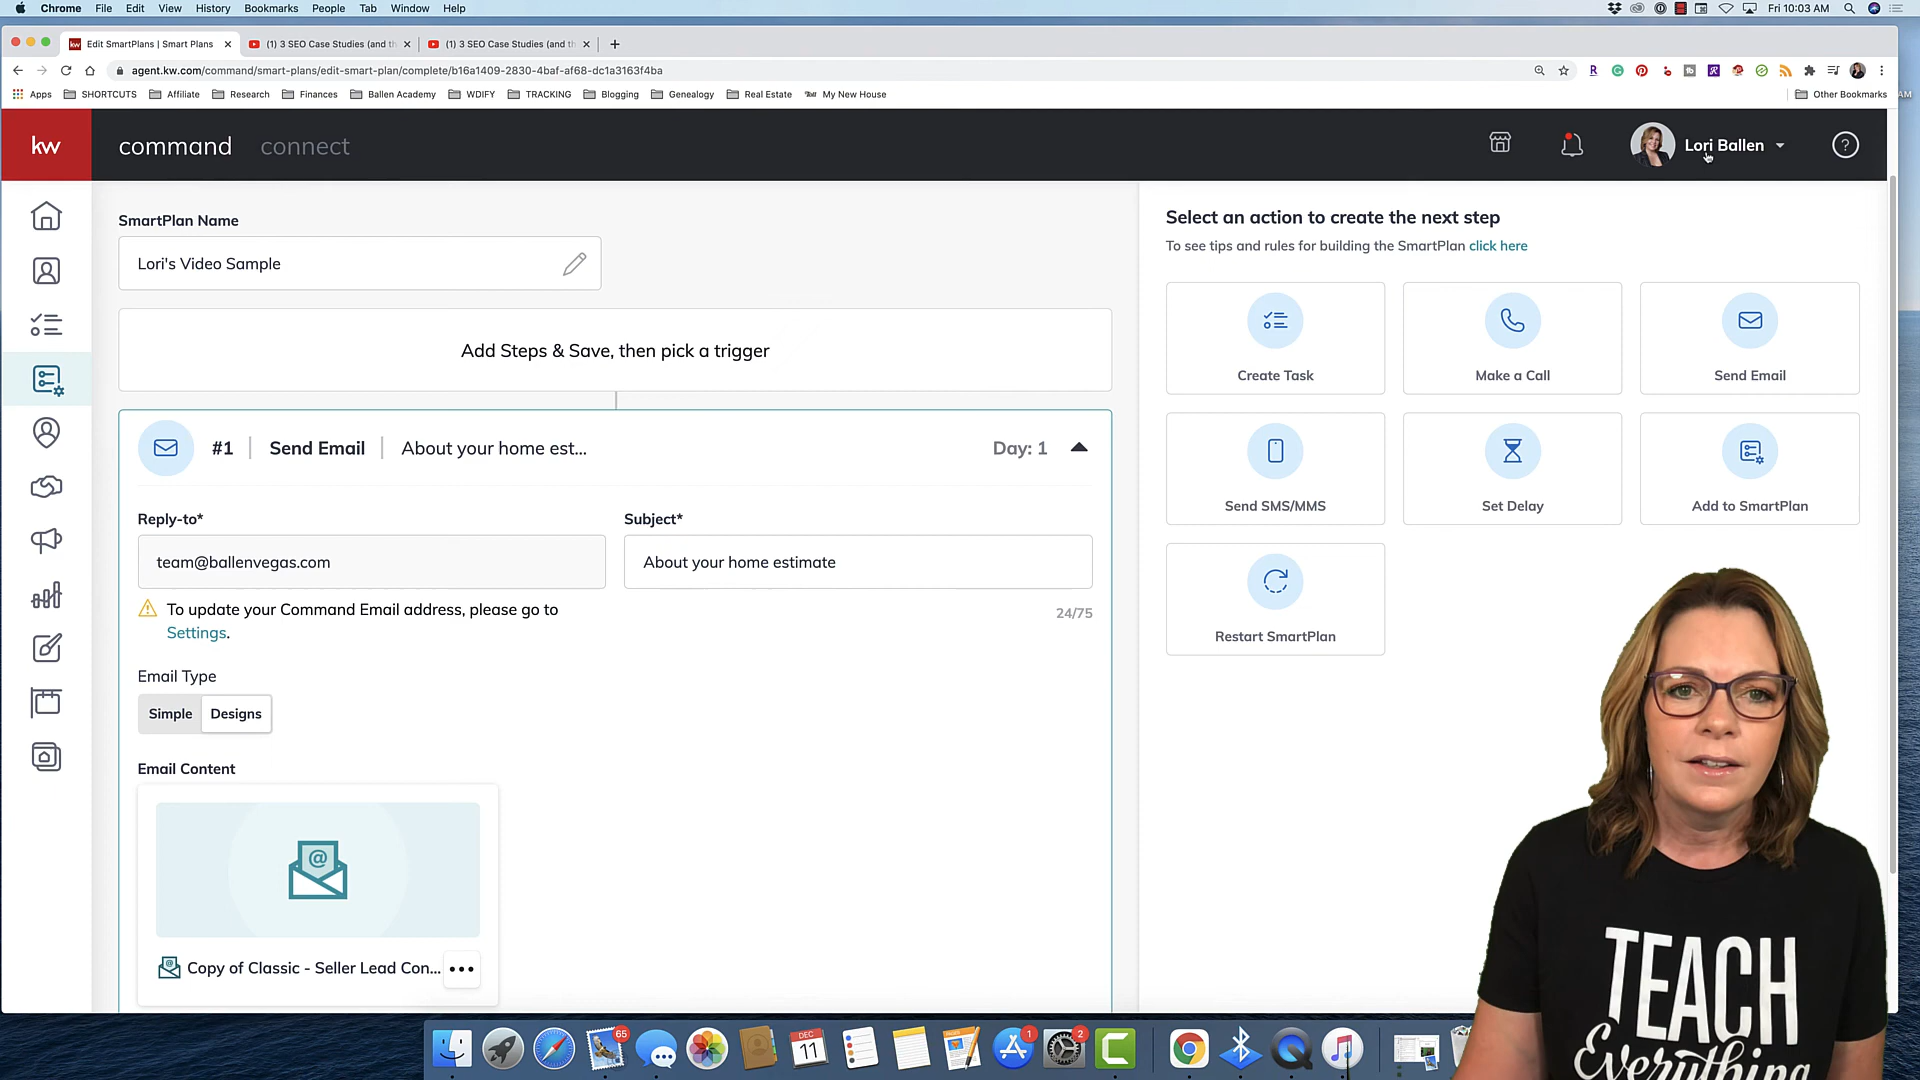 Chrome File Edit View History Bookmarks People Tab Window Help
Fri 10:03 AM
Edit SmartPlans | Smart Plans
(1) 3 SEO Case Studies (and th
(1) 3 SEO Case Studies (and th
agent.kw.com/command/smart-plans/edit-smart-plan/complete/b16a1409-2830-4baf-af68-dc1a3163f4ba
Apps SHORTCUTS Affiliate Research Finances Ballen Academy WDIFY TRACKING Blogging Genealogy Real Estate My New House Other Bookmarks
AM
kw command connect
Lori Ballen
SmartPlan Name
Lori's Video Sample
Add Steps & Save, then pick a trigger
#1 Send Email About your home est... Day: 1
Reply-to* Subject*
team@ballenvegas.com About your home estimate
To update your Command Email address, please go to
Settings.
24/75
Email Type
Simple Designs
Email Content
@
Copy of Classic - Seller Lead Con...
Select an action to create the next step
To see tips and rules for building the SmartPlan click here
Create Task Make a Call Send Email
Send SMS/MMS Set Delay Add to SmartPlan
Restart SmartPlan
TEACH
Everything
65
DEC
11
1
2